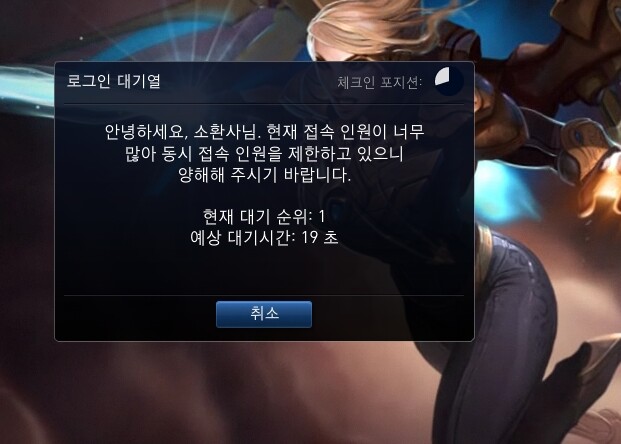 로그인 대기열
체크인 포지션:
안녕하세요, 소환사님. 현재 접속 인원이 너무
많아 동시 접속 인원을 제한하고 있으니
양해해 주시기 바랍니다.
현재 대기 순위: 1
예상 대기시간: 19 초
취소